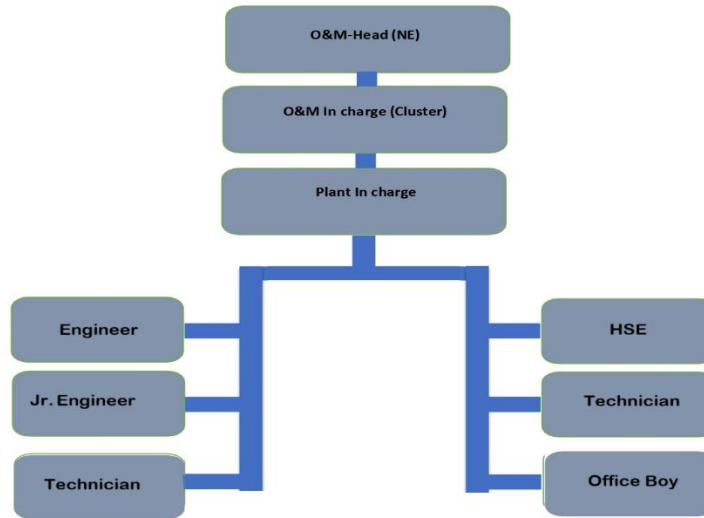 O&M-Head (NE)
O&M In charge (Cluster)
Plant In charge
Engineer
HSE
Jr. Engineer
Technician
Technician
Office Boy